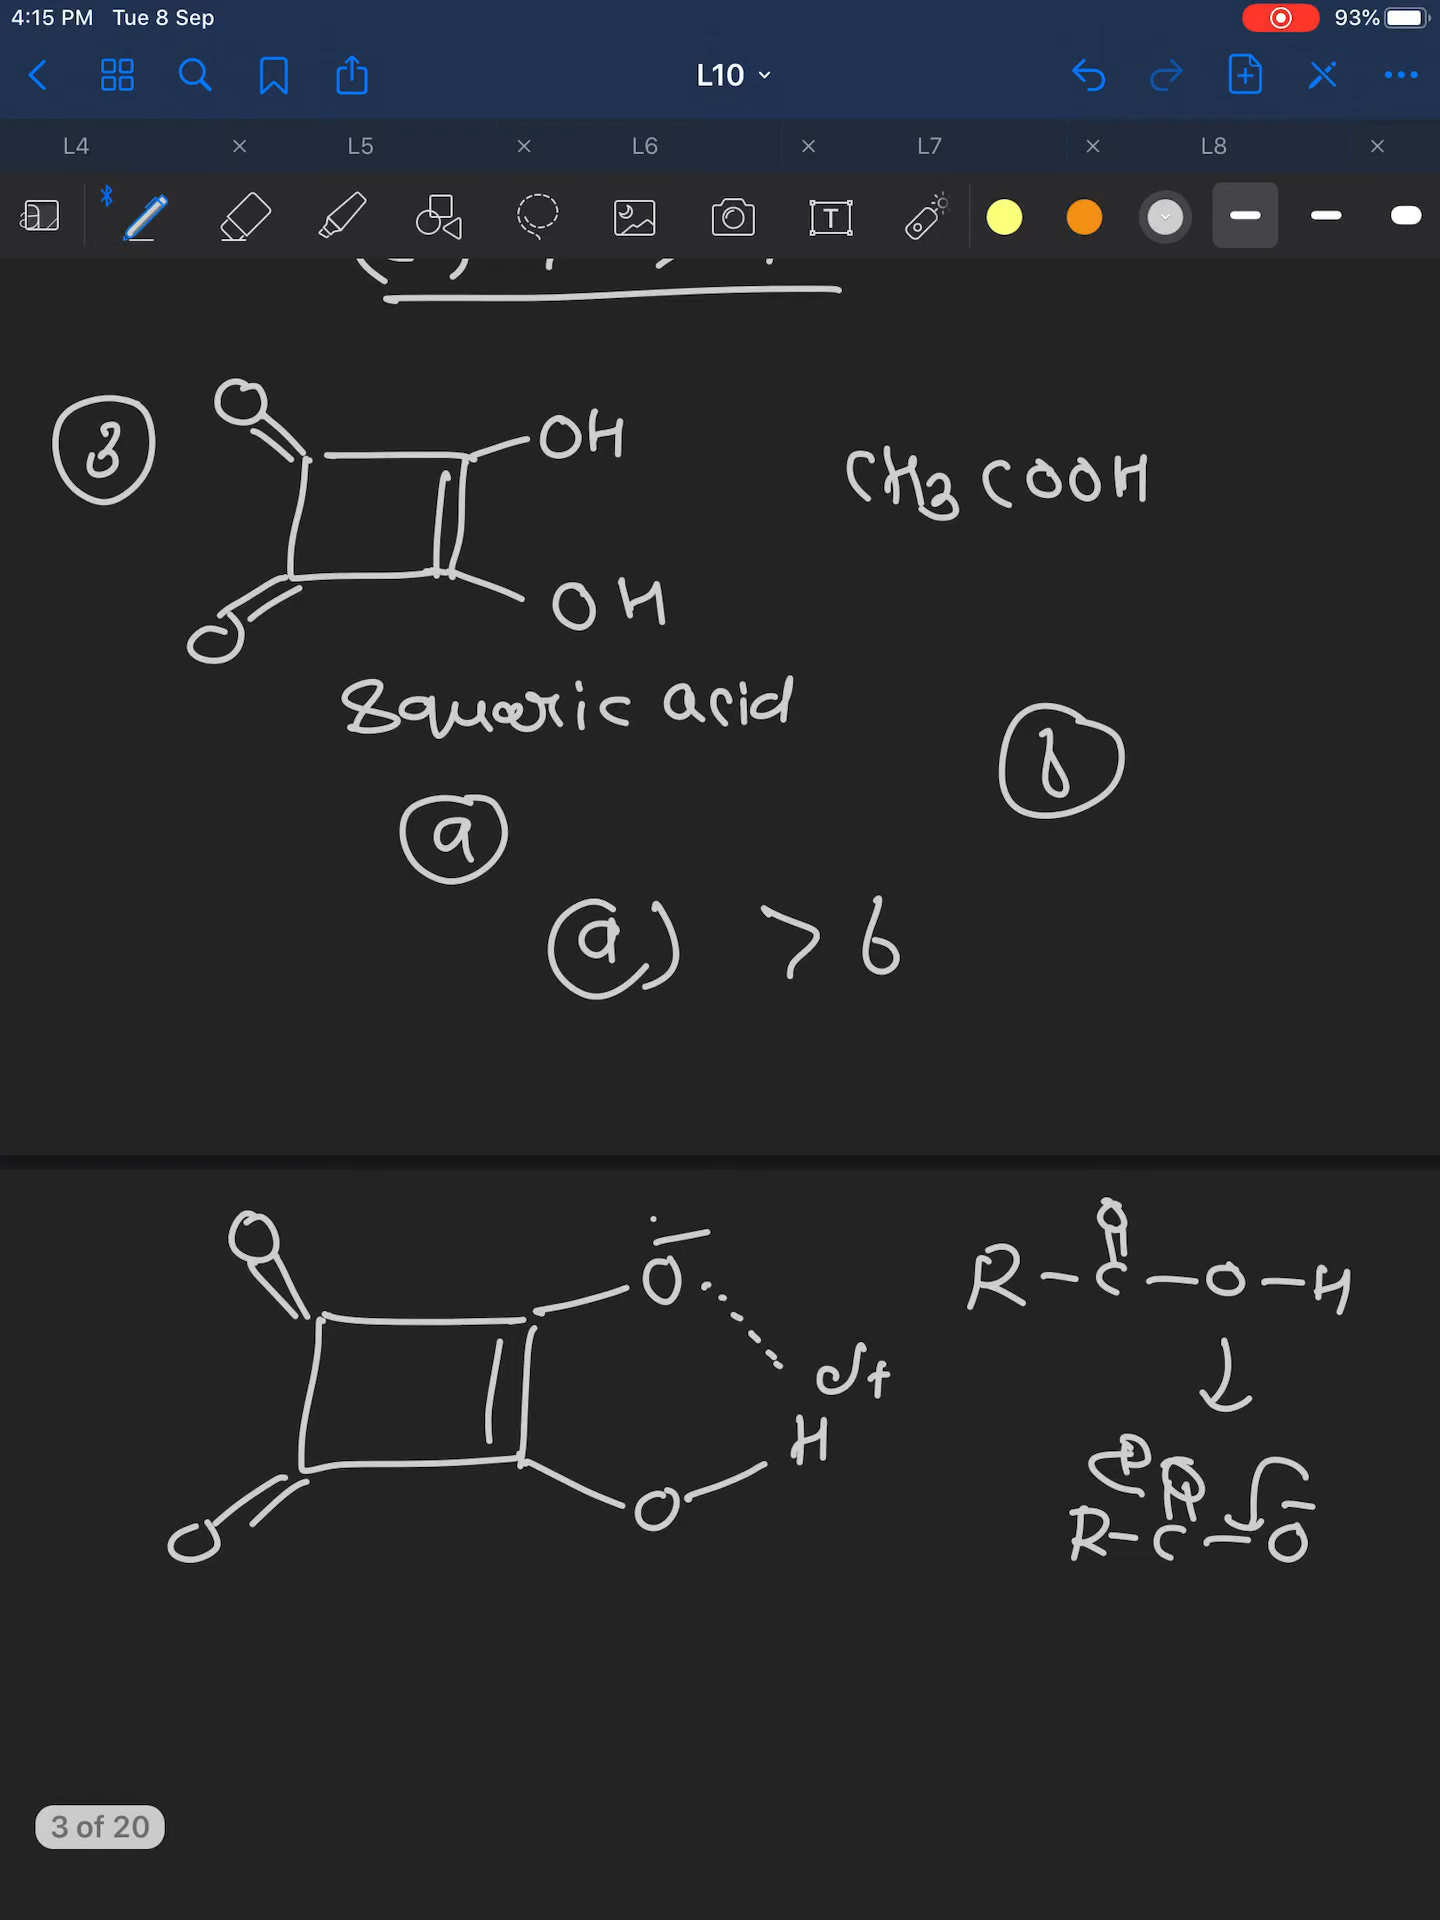 4:15 PM Tue 8 Sep 93%
L10
L4 × L5 × L6 × L7 × L8 ×
T
3
O OH
CH3COOH
O OH
Squaric acid
b
a
a) > b
O O
R-C-O-H
O
δ+
H
O O
R-C-O
O
3 of 20